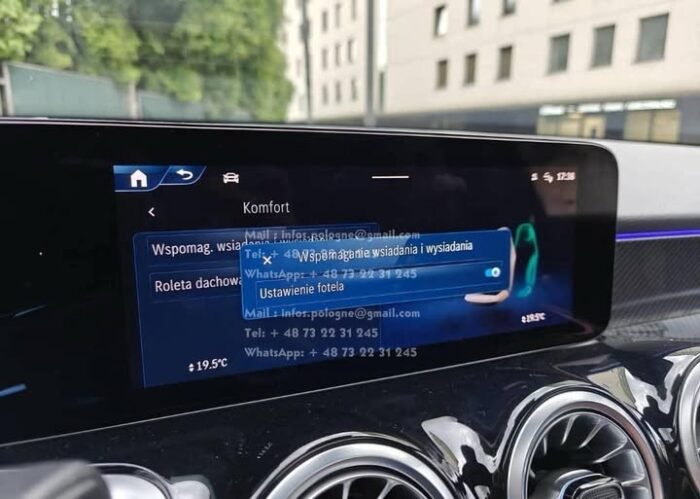 17:38
Komfort
Mail : infos.pologne@gmail.com
Wspomag. wsiadania i
Tel: + 48 73 22 31 245
Wspomaganie wsiadania i wysiadania
WhatsApp: + 48 73 22 31 245
Roleta dachowa
Ustawienie fotela
Mail : infos.pologne@gmail.com
Tel: + 48 73 22 31 245
WhatsApp: + 48 73 22 31 245
19.5°C
19.5°C